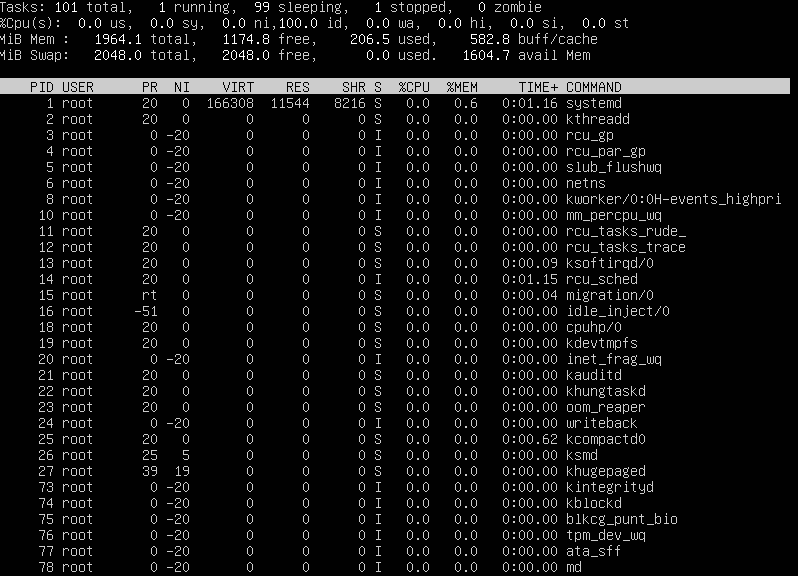 Tasks: 101 total,   1 running,  99 sleeping,   1 stopped,   0 zombie
%Cpu(s):  0.0 us,  0.0 sy,  0.0 ni,100.0 id,  0.0 wa,  0.0 hi,  0.0 si,  0.0 st
MiB Mem :   1964.1 total,   1174.8 free,    206.5 used,    582.8 buff/cache
MiB Swap:   2048.0 total,   2048.0 free,      0.0 used.   1604.7 avail Mem
PID USER      PR  NI    VIRT    RES    SHR S  %CPU  %MEM     TIME+ COMMAND
1 root      20   0  166308  11544   8216 S   0.0   0.6   0:01.16 systemd
2 root      20   0       0      0      0 S   0.0   0.0   0:00.00 kthreadd
3 root       0 -20       0      0      0 I   0.0   0.0   0:00.00 rcu_gp
4 root       0 -20       0      0      0 I   0.0   0.0   0:00.00 rcu_par_gp
5 root       0 -20       0      0      0 I   0.0   0.0   0:00.00 slub_flushwq
6 root       0 -20       0      0      0 I   0.0   0.0   0:00.00 netns
8 root       0 -20       0      0      0 I   0.0   0.0   0:00.00 kworker/0:0H-events_highpri
10 root       0 -20       0      0      0 I   0.0   0.0   0:00.00 mm_percpu_wq
11 root      20   0       0      0      0 S   0.0   0.0   0:00.00 rcu_tasks_rude_
12 root      20   0       0      0      0 S   0.0   0.0   0:00.00 rcu_tasks_trace
13 root      20   0       0      0      0 S   0.0   0.0   0:00.09 ksoftirqd/0
14 root      20   0       0      0      0 I   0.0   0.0   0:01.15 rcu_sched
15 root      rt   0       0      0      0 S   0.0   0.0   0:00.04 migration/0
16 root     -51   0       0      0      0 S   0.0   0.0   0:00.00 idle_inject/0
18 root      20   0       0      0      0 S   0.0   0.0   0:00.00 cpuhp/0
19 root      20   0       0      0      0 S   0.0   0.0   0:00.00 kdevtmpfs
20 root       0 -20       0      0      0 I   0.0   0.0   0:00.00 inet_frag_wq
21 root      20   0       0      0      0 S   0.0   0.0   0:00.00 kauditd
22 root      20   0       0      0      0 S   0.0   0.0   0:00.00 khungtaskd
23 root      20   0       0      0      0 S   0.0   0.0   0:00.00 oom_reaper
24 root       0 -20       0      0      0 I   0.0   0.0   0:00.00 writeback
25 root      20   0       0      0      0 S   0.0   0.0   0:00.62 kcompactd0
26 root      25   5       0      0      0 S   0.0   0.0   0:00.00 ksmd
27 root      39  19       0      0      0 S   0.0   0.0   0:00.00 khugepaged
73 root       0 -20       0      0      0 I   0.0   0.0   0:00.00 kintegrityd
74 root       0 -20       0      0      0 I   0.0   0.0   0:00.00 kblockd
75 root       0 -20       0      0      0 I   0.0   0.0   0:00.00 blkcg_punt_bio
76 root       0 -20       0      0      0 I   0.0   0.0   0:00.00 tpm_dev_wq
77 root       0 -20       0      0      0 I   0.0   0.0   0:00.00 ata_sff
78 root       0 -20       0      0      0 I   0.0   0.0   0:00.00 md